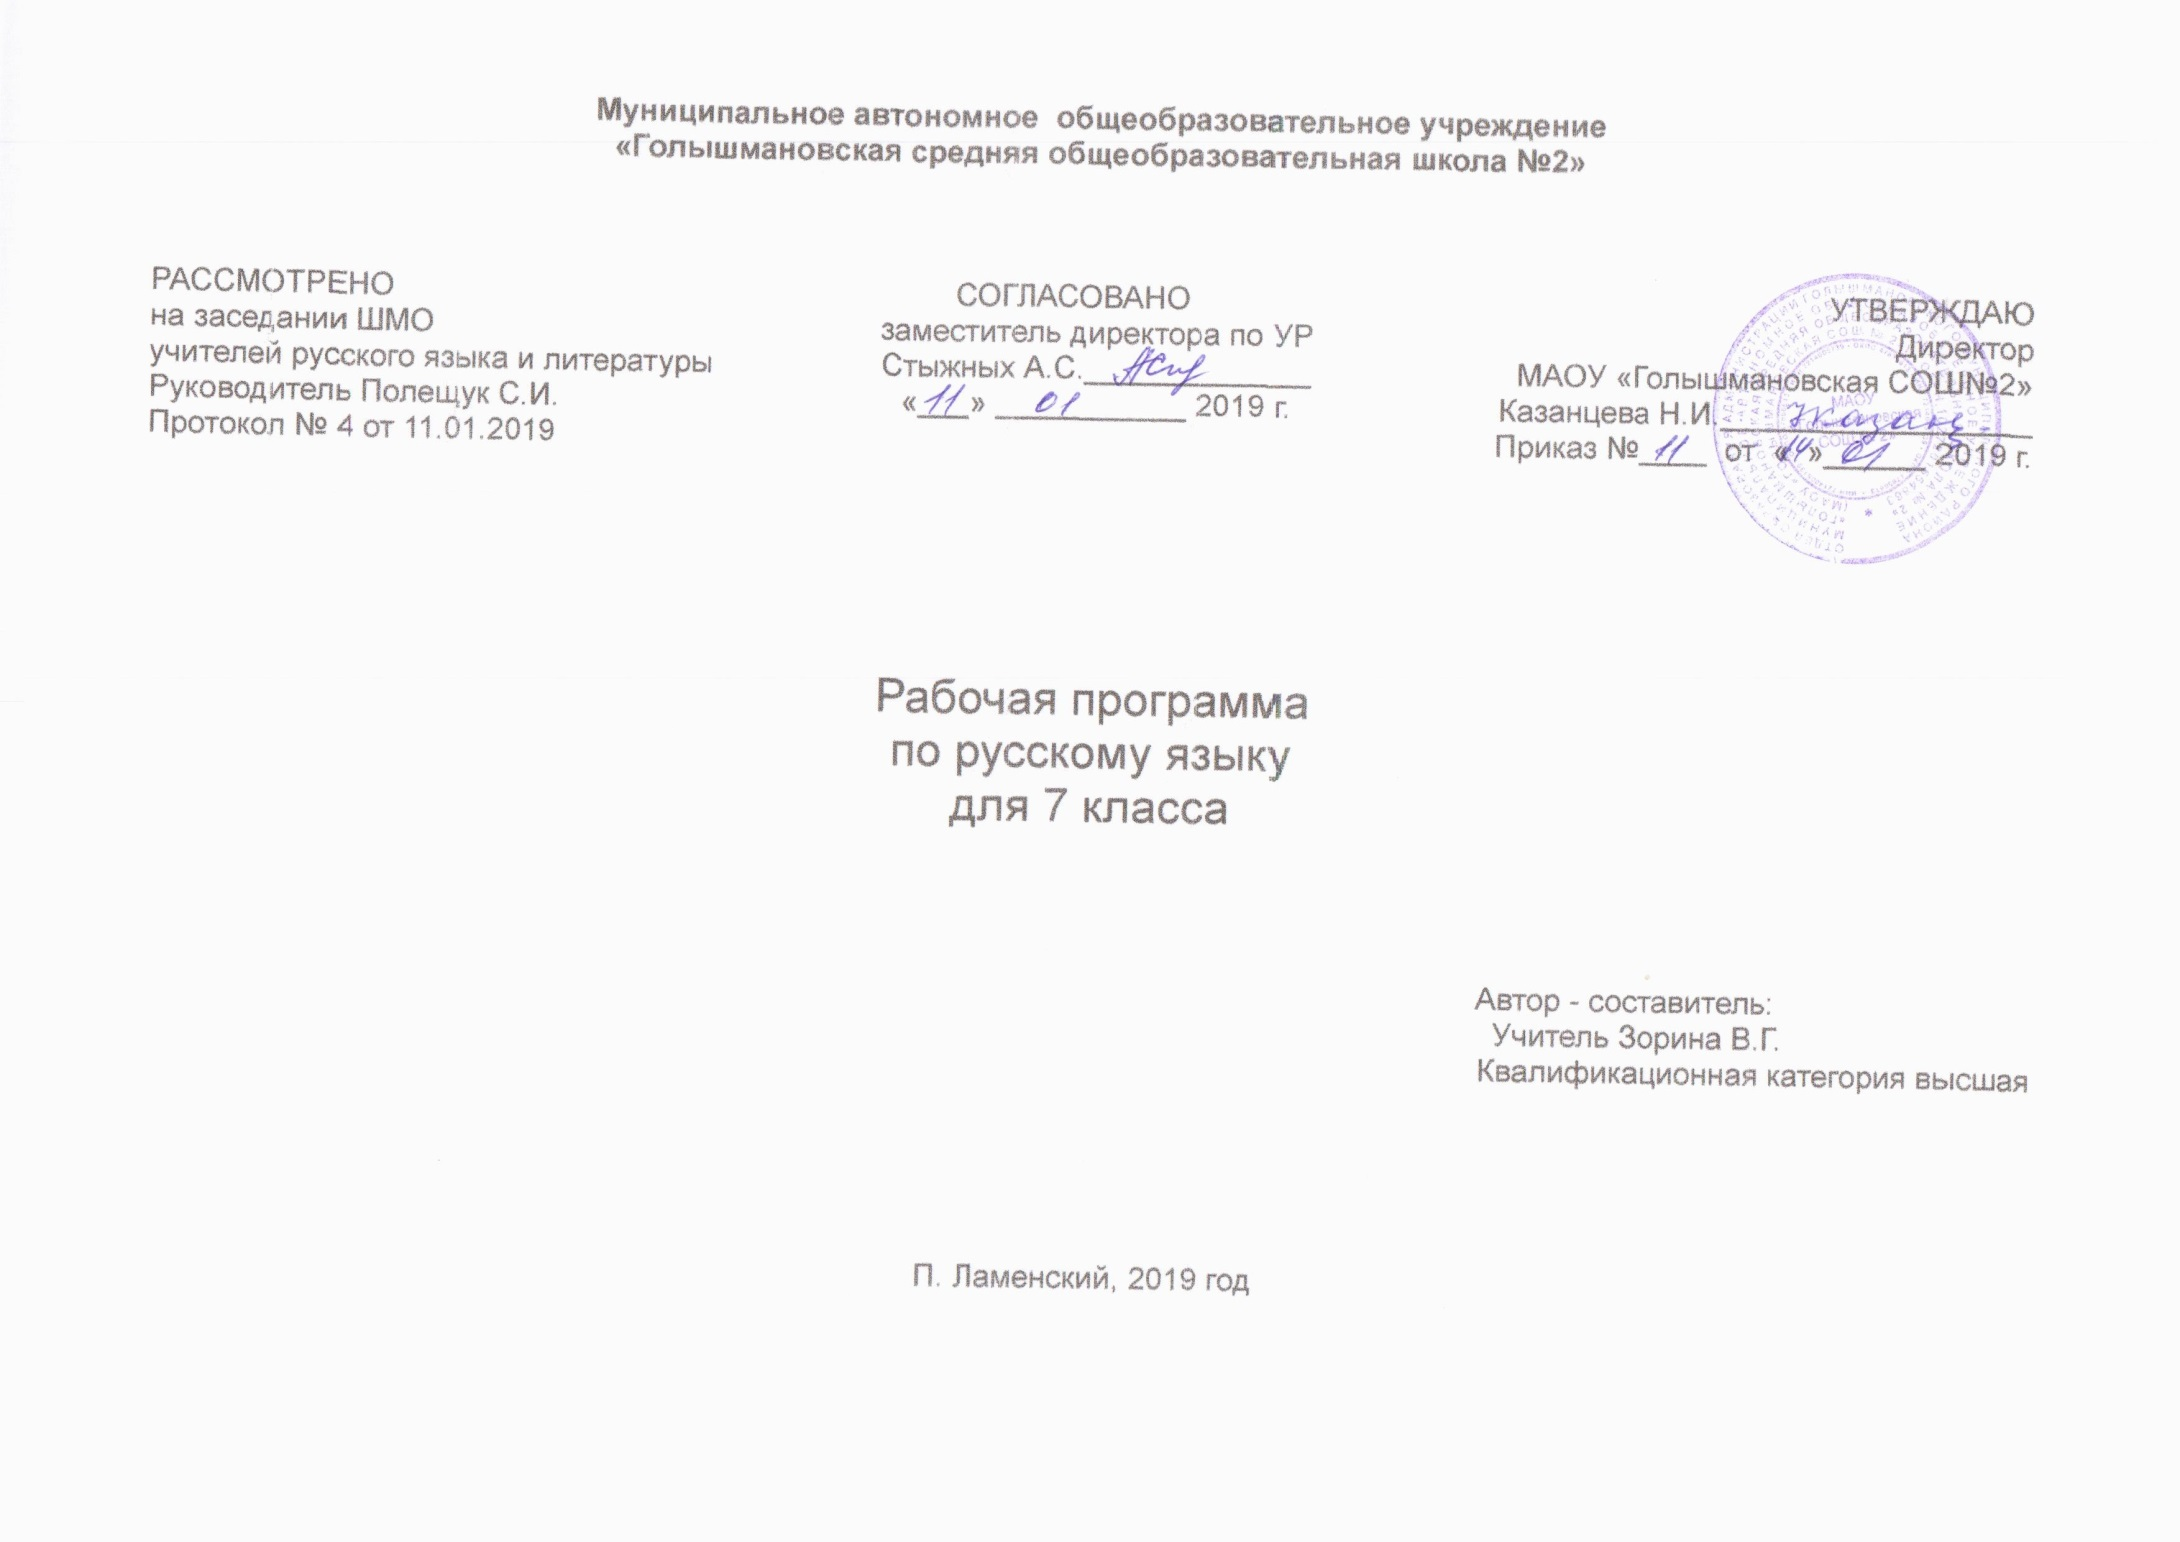 Муниципальное автономное общеобразовательное учреждение
«Голышмановская средняя общеобразовательная школа №2»
РАССМОТРЕНО
на заседании ШМО
учителей русского языка и литературы
Руководитель Полещук С.И.
Протокол № 4 от 11.01.2019
СОГЛАСОВАНО
заместитель директора по УР
Стыжных А.С.
«11» 01 2019 г.
УТВЕРЖДАЮ
Директор
МАОУ «Голышмановская СОШ№2»
Казанцева Н.И.
Приказ № 11 от «14» 01 2019 г.
Рабочая программа
по русскому языку
для 7 класса
Автор - составитель:
Учитель Зорина В.Г.
Квалификационная категория высшая
П. Ламенский, 2019 год